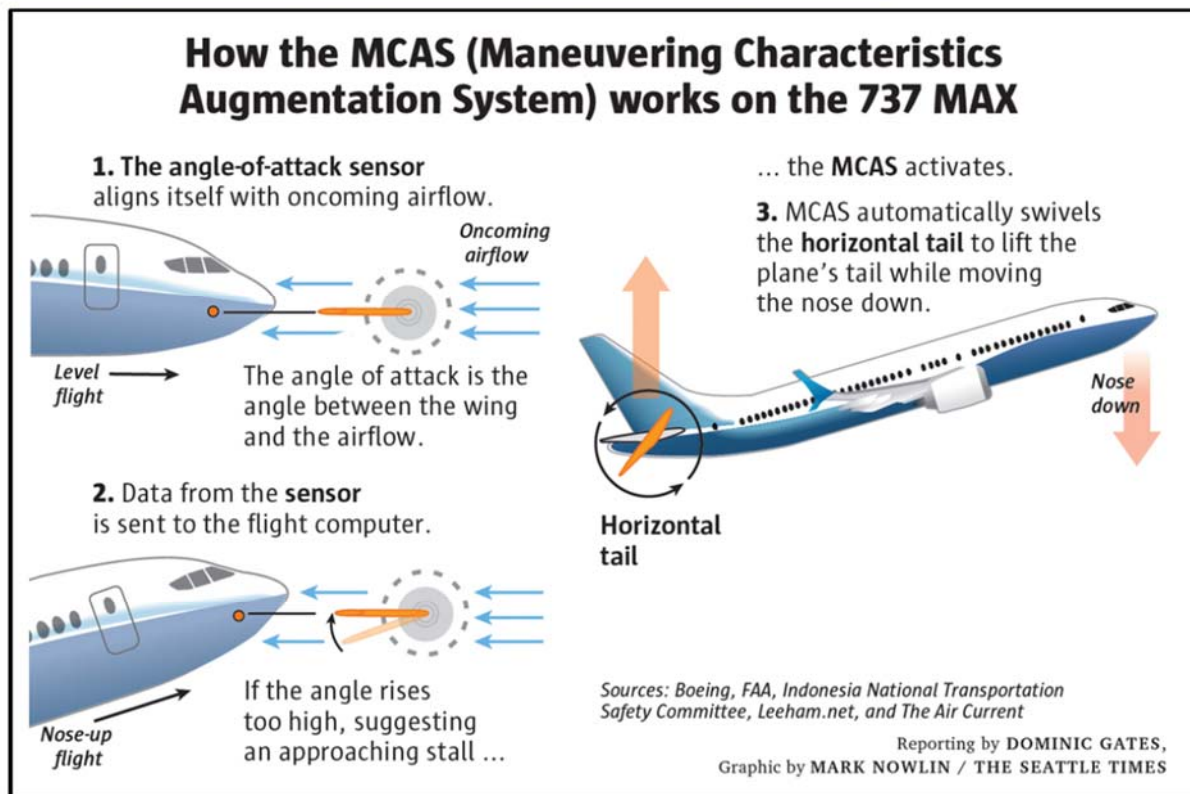 How the MCAS (Maneuvering Characteristics
Augmentation System) works on the 737 MAX
1. The angle-of-attack sensor
aligns itself with oncoming airflow.
Oncoming
airflow
Level
flight
The angle of attack is the
angle between the wing
and the airflow.
2. Data from the sensor
is sent to the flight computer.
Nose-up
flight
If the angle rises
too high, suggesting
an approaching stall ...
... the MCAS activates.
3. MCAS automatically swivels
the horizontal tail to lift the
plane’s tail while moving
the nose down.
Nose
down
Horizontal
tail
Sources: Boeing, FAA, Indonesia National Transportation
Safety Committee, Leeham.net, and The Air Current
Reporting by DOMINIC GATES,
Graphic by MARK NOWLIN / THE SEATTLE TIMES